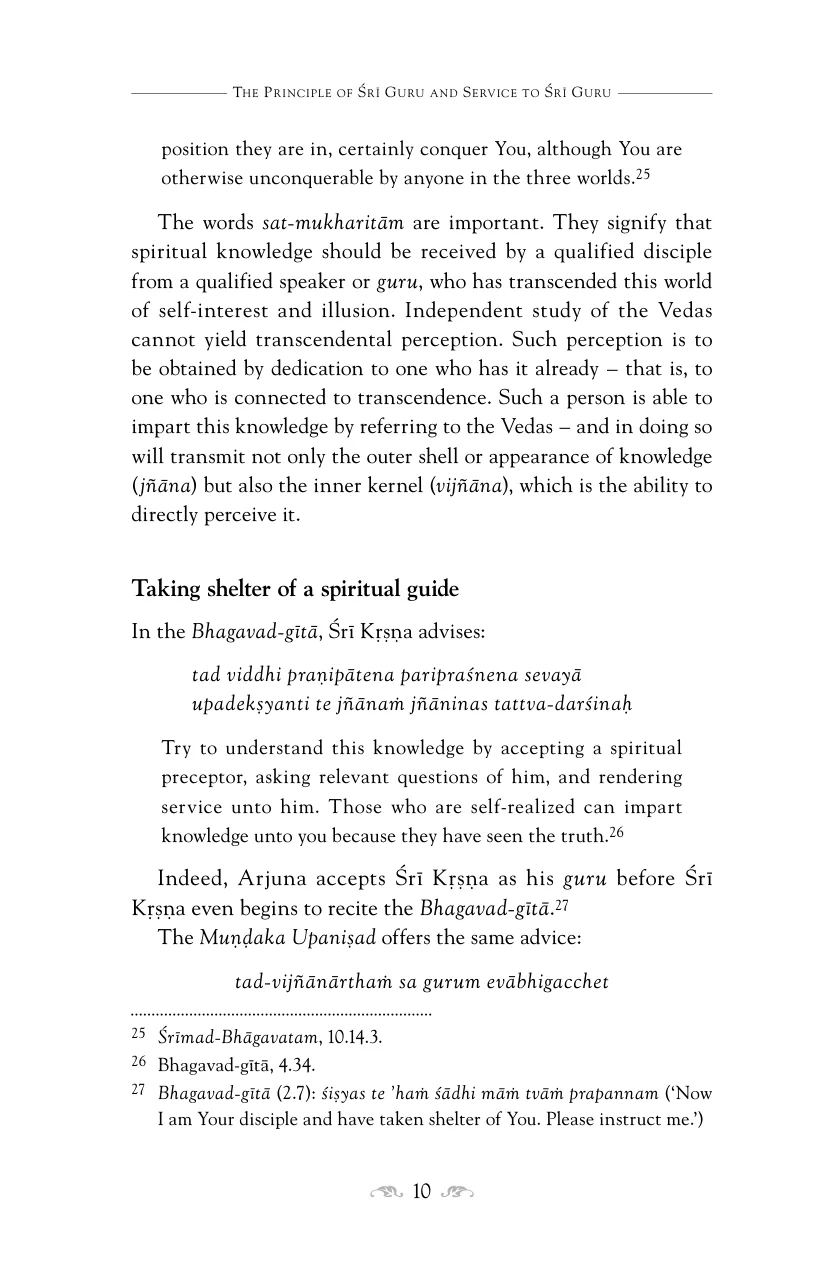 The Principle of Śrī Guru and Service to Śrī Guru
position they are in, certainly conquer You, although You are
otherwise unconquerable by anyone in the three worlds.25
The words sat-mukharitām are important. They signify that
spiritual knowledge should be received by a qualified disciple
from a qualified speaker or guru, who has transcended this world
of self-interest and illusion. Independent study of the Vedas
cannot yield transcendental perception. Such perception is to
be obtained by dedication to one who has it already – that is, to
one who is connected to transcendence. Such a person is able to
impart this knowledge by referring to the Vedas – and in doing so
will transmit not only the outer shell or appearance of knowledge
(jñāna) but also the inner kernel (vijñāna), which is the ability to
directly perceive it.
Taking shelter of a spiritual guide
In the Bhagavad-gītā, Śrī Kṛṣṇa advises:
tad viddhi praṇipātena paripraśnena sevayā
upadekṣyanti te jñānaṁ jñāninas tattva-darśinaḥ
Try to understand this knowledge by accepting a spiritual
preceptor, asking relevant questions of him, and rendering
service unto him. Those who are self-realized can impart
knowledge unto you because they have seen the truth.26
Indeed, Arjuna accepts Śrī Kṛṣṇa as his guru before Śrī
Kṛṣṇa even begins to recite the Bhagavad-gītā.27
The Muṇḍaka Upaniṣad offers the same advice:
tad-vijñānārthaṁ sa gurum evābhigacchet
25 Śrīmad-Bhāgavatam, 10.14.3.
26 Bhagavad-gītā, 4.34.
27 Bhagavad-gītā (2.7): śiṣyas te ’haṁ śādhi māṁ tvāṁ prapannam (‘Now
I am Your disciple and have taken shelter of You. Please instruct me.’)
10